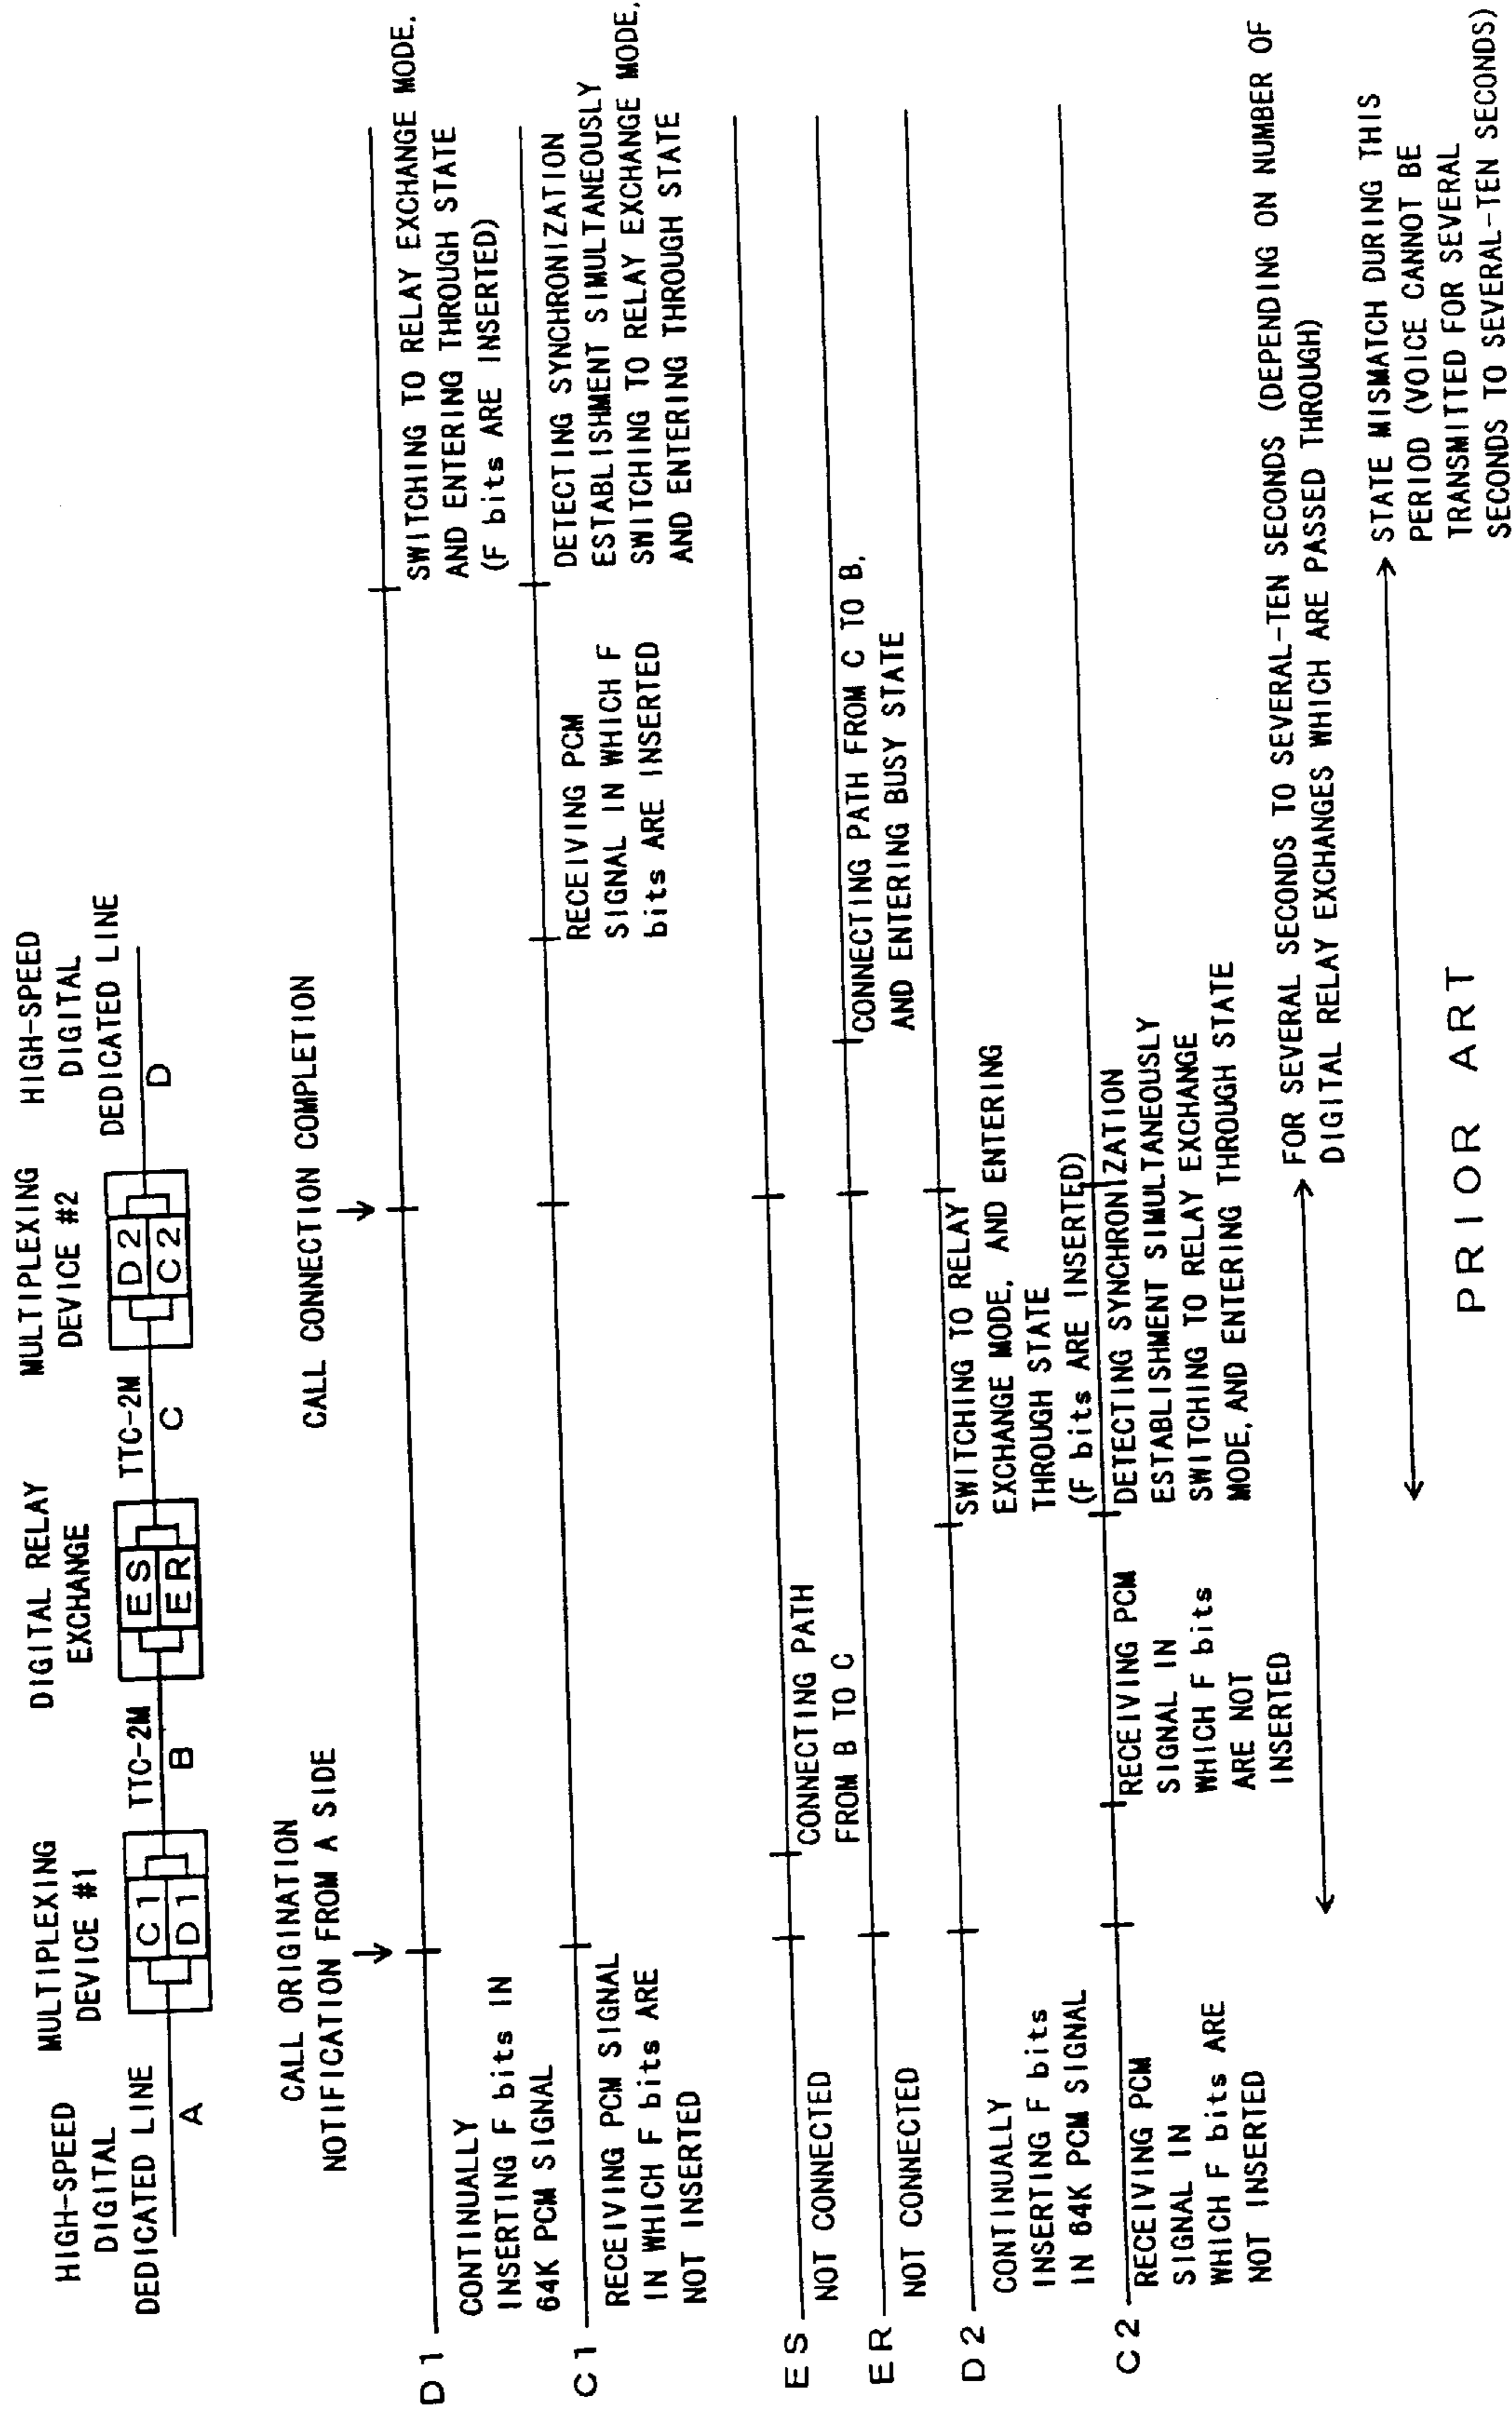 HIGH-SPEED
DIGITAL
DEDICATED LINE
A
MULTIPLEXING
DEVICE #1
C1
D1
TTC-2M
B
DIGITAL RELAY
EXCHANGE
ES
ER
TTC-2M
C
MULTIPLEXING
DEVICE #2
D2
C2
HIGH-SPEED
DIGITAL
DEDICATED LINE
D
CALL ORIGINATION
NOTIFICATION FROM A SIDE
CALL CONNECTION COMPLETION
D1
CONTINUALLY
INSERTING F bits IN
64K PCM SIGNAL
SWITCHING TO RELAY EXCHANGE MODE,
AND ENTERING THROUGH STATE
(F bits ARE INSERTED)
C1
RECEIVING PCM SIGNAL
IN WHICH F bits ARE
NOT INSERTED
RECEIVING PCM
SIGNAL IN WHICH F
bits ARE INSERTED
DETECTING SYNCHRONIZATION
ESTABLISHMENT SIMULTANEOUSLY
SWITCHING TO RELAY EXCHANGE MODE,
AND ENTERING THROUGH STATE
ES
NOT CONNECTED
CONNECTING PATH
FROM B TO C
ER
NOT CONNECTED
CONNECTING PATH FROM C TO B,
AND ENTERING BUSY STATE
D2
CONTINUALLY
INSERTING F bits
IN 64K PCM SIGNAL
SWITCHING TO RELAY
EXCHANGE MODE, AND ENTERING
THROUGH STATE
(F bits ARE INSERTED)
C2
RECEIVING PCM
SIGNAL IN
WHICH F bits ARE
NOT INSERTED
RECEIVING PCM
SIGNAL IN
WHICH F bits
ARE NOT
INSERTED
DETECTING SYNCHRONIZATION
ESTABLISHMENT SIMULTANEOUSLY
SWITCHING TO RELAY EXCHANGE
MODE, AND ENTERING THROUGH STATE
FOR SEVERAL SECONDS TO SEVERAL-TEN SECONDS (DEPENDING ON NUMBER OF
DIGITAL RELAY EXCHANGES WHICH ARE PASSED THROUGH)
STATE MISMATCH DURING THIS
PERIOD (VOICE CANNOT BE
TRANSMITTED FOR SEVERAL
SECONDS TO SEVERAL-TEN SECONDS)
PRIOR ART